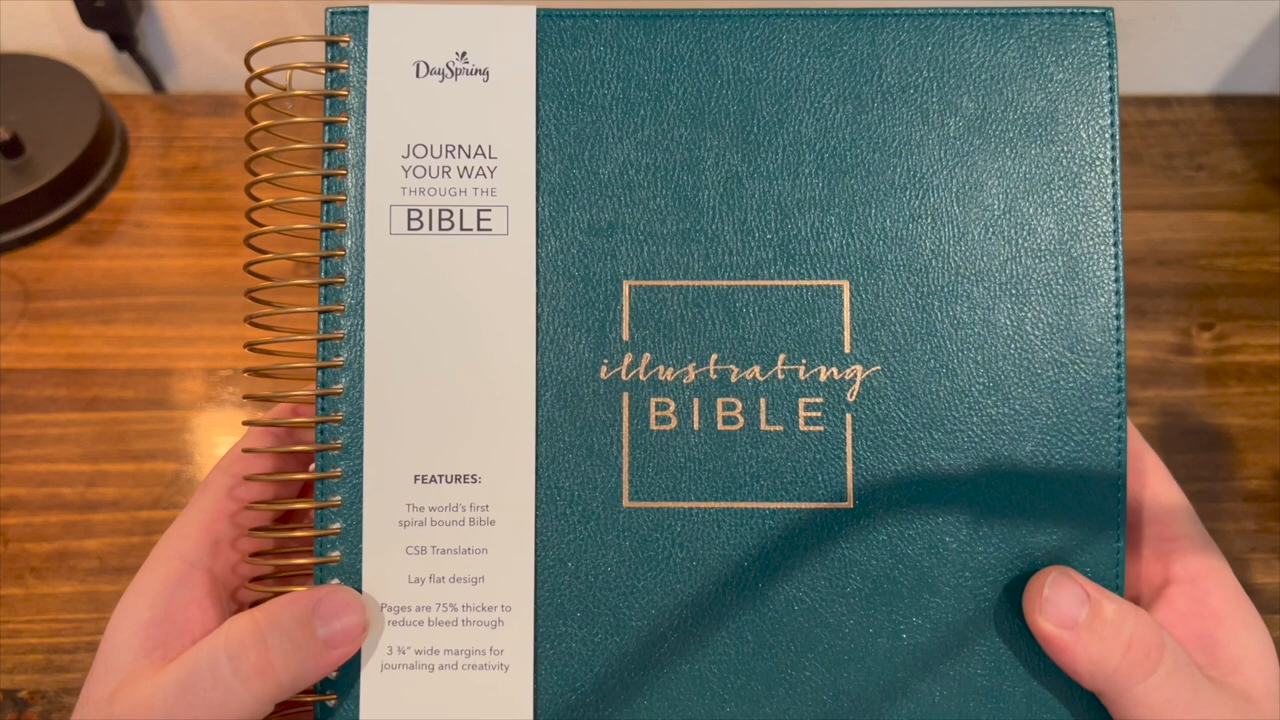 DaySpring
JOURNAL
YOUR WAY
THROUGH THE
BIBLE
illustrating
BIBLE
FEATURES:
The world's first
spiral bound Bible
CSB Translation
Lay flat design
Pages are 75% thicker to
reduce bleed through
3 ¾" wide margins for
journaling and creativity